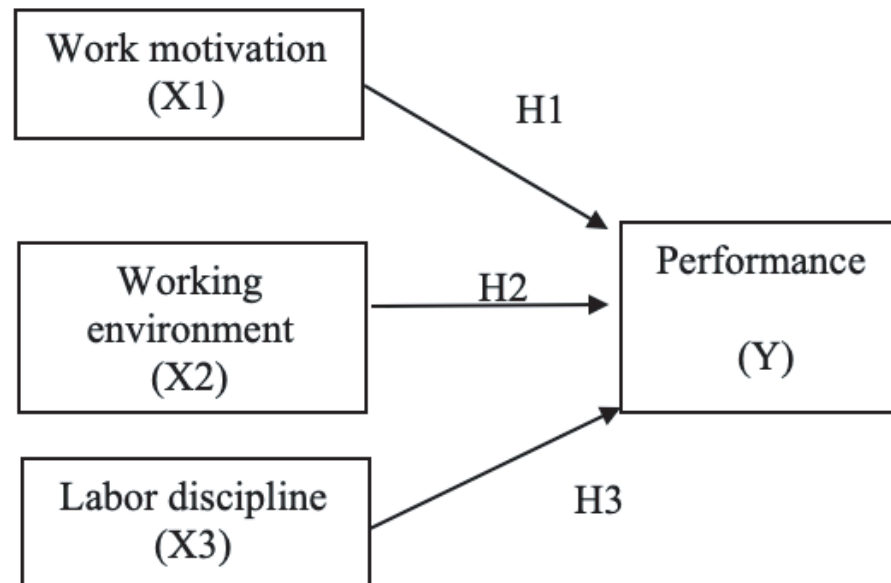 Work motivation
(X1)
H1
Working
environment
(X2)
H2
Performance
(Y)
Labor discipline
(X3)
H3